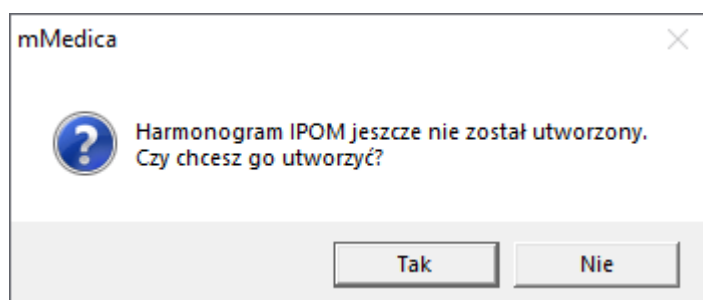 mMedica
Harmonogram IPOM jeszcze nie został utworzony.
Czy chcesz go utworzyć?
Tak
Nie